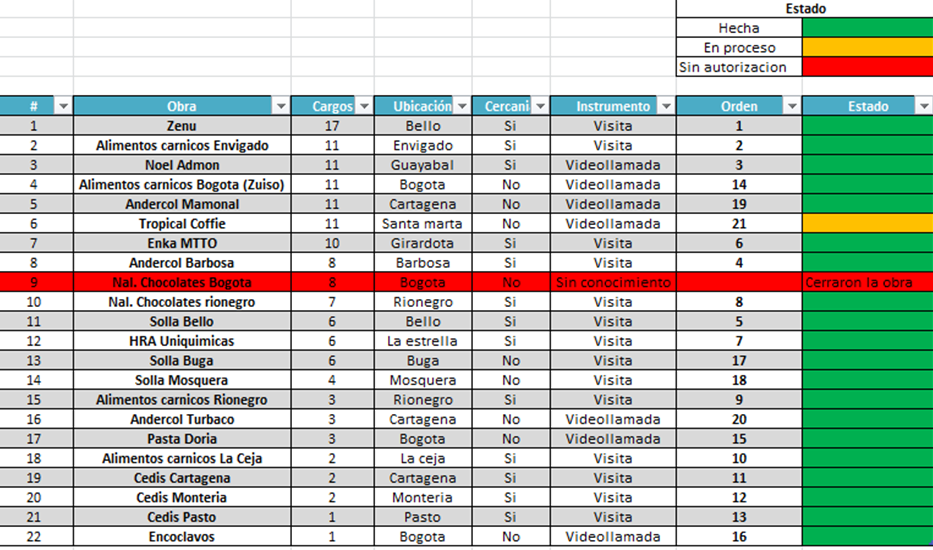 Estado
Hecha
En proceso
Sin autorizacion
# Obra Cargos Ubicación Cercani Instrumento Orden Estado
1 Zenu 17 Bello Si Visita 1
2 Alimentos carnicos Envigado 11 Envigado Si Visita 2
3 Noel Admon 11 Guayabal Si Videollamada 3
4 Alimentos carnicos Bogota (Zuiso) 11 Bogota No Videollamada 14
5 Andercol Mamonal 11 Cartagena No Videollamada 19
6 Tropical Coffie 11 Santa marta No Videollamada 21
7 Enka MTTO 10 Girardota Si Visita 6
8 Andercol Barbosa 8 Barbosa Si Visita 4
9 Nal. Chocolates Bogota 8 Bogota No Sin conocimiento Cerraron la obra
10 Nal. Chocolates rionegro 7 Rionegro Si Visita 8
11 Solla Bello 6 Bello Si Visita 5
12 HRA Uniquimicas 6 La estrella Si Visita 7
13 Solla Buga 6 Buga No Visita 17
14 Solla Mosquera 4 Mosquera No Visita 18
15 Alimentos carnicos Rionegro 3 Rionegro Si Visita 9
16 Andercol Turbaco 3 Cartagena No Videollamada 20
17 Pasta Doria 3 Bogota No Videollamada 15
18 Alimentos carnicos La Ceja 2 La ceja Si Visita 10
19 Cedis Cartagena 2 Cartagena Si Visita 11
20 Cedis Monteria 2 Monteria Si Visita 12
21 Cedis Pasto 1 Pasto Si Visita 13
22 Encoclavos 1 Bogota No Videollamada 16